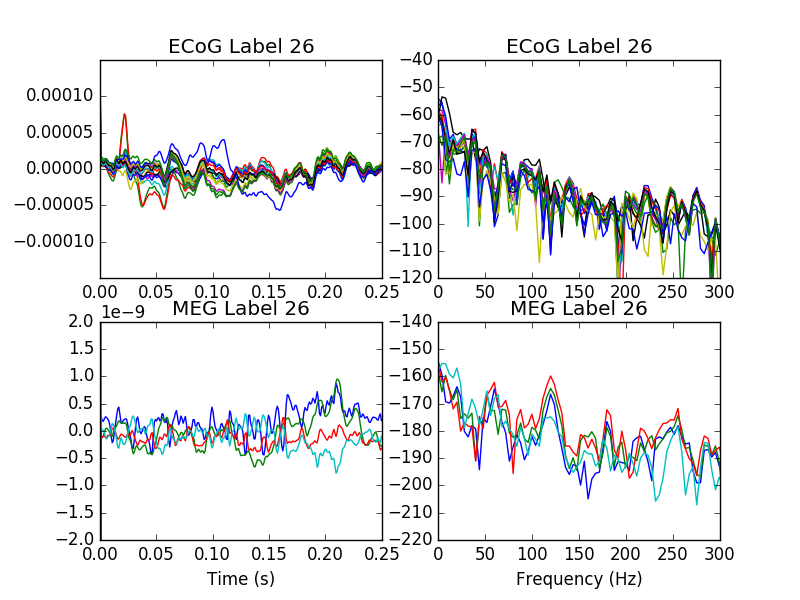 ECoG Label 26
ECoG Label 26
0.00010
0.00005
0.00000
−0.00005
−0.00010
0.00 0.05 0.10 0.15 0.20 0.25
−40
−50
−60
−70
−80
−90
−100
−110
−120
0 50 100 150 200 250 300
1e−9
MEG Label 26
MEG Label 26
2.0
1.5
1.0
0.5
0.0
−0.5
−1.0
−1.5
−2.0
0.00 0.05 0.10 0.15 0.20 0.25
Time (s)
−140
−150
−160
−170
−180
−190
−200
−210
−220
0 50 100 150 200 250 300
Frequency (Hz)